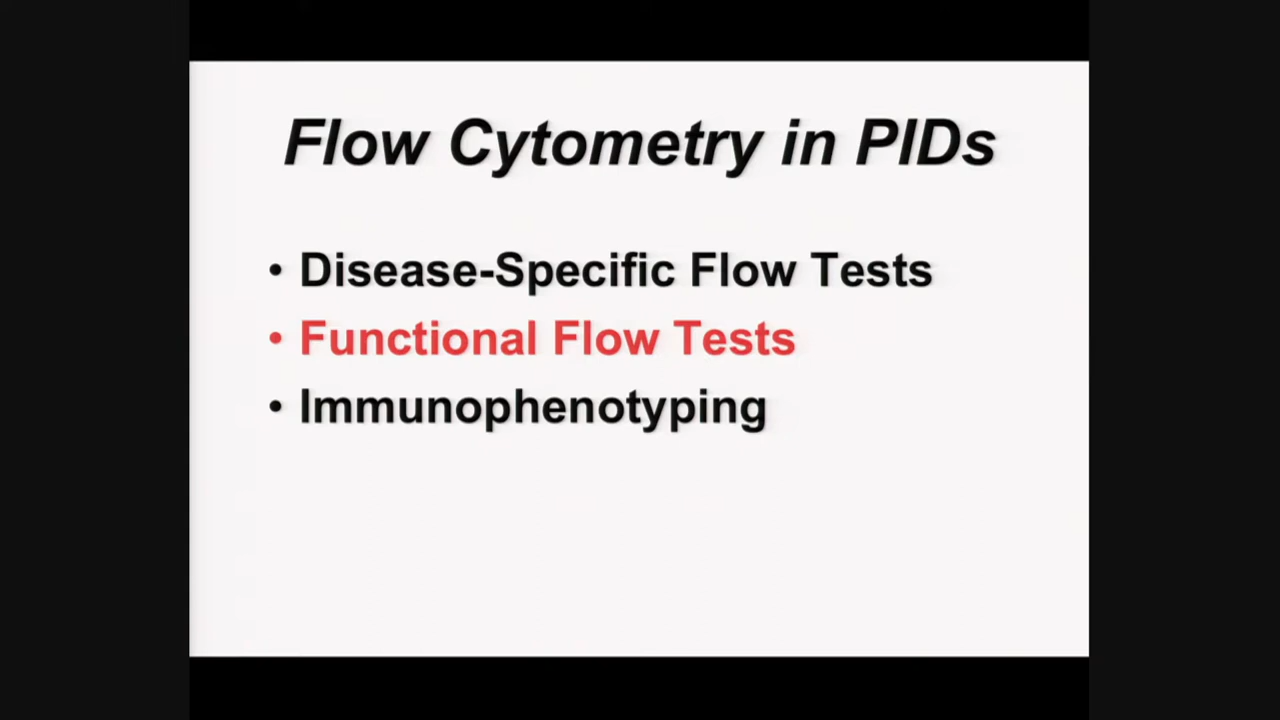 Flow Cytometry in PIDs
• Disease-Specific Flow Tests
• Functional Flow Tests
• Immunophenotyping